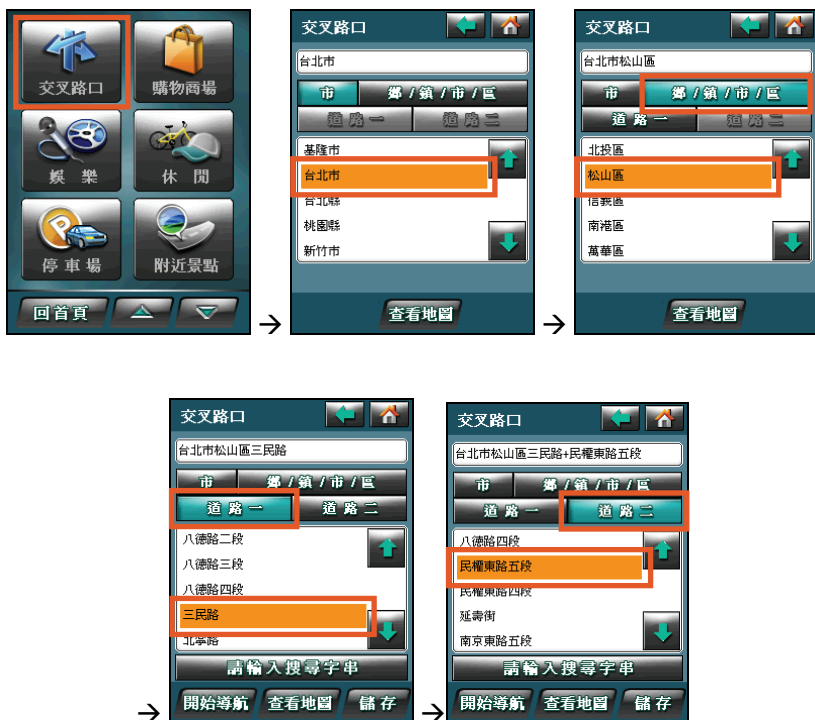 交叉路口
購物商場
娛樂
休閒
停車場
附近景點
回首頁
→
交叉路口
台北市
市
鄉/鎮/市/區
道路一
道路二
基隆市
台北市
台北縣
桃園縣
新竹市
查看地圖
→
交叉路口
台北市松山區
市
鄉/鎮/市/區
道路一
道路二
北投區
松山區
信義區
南港區
萬華區
查看地圖
→
交叉路口
台北市松山區三民路
市
鄉/鎮/市/區
道路一
道路二
八德路二段
八德路三段
八德路四段
三民路
北寧路
請輸入搜尋字串
開始導航
查看地圖
儲存
→
交叉路口
台北市松山區三民路+民權東路五段
市
鄉/鎮/市/區
道路一
道路二
八德路四段
民權東路五段
民權東路四段
延壽街
南京東路五段
請輸入搜尋字串
開始導航
查看地圖
儲存